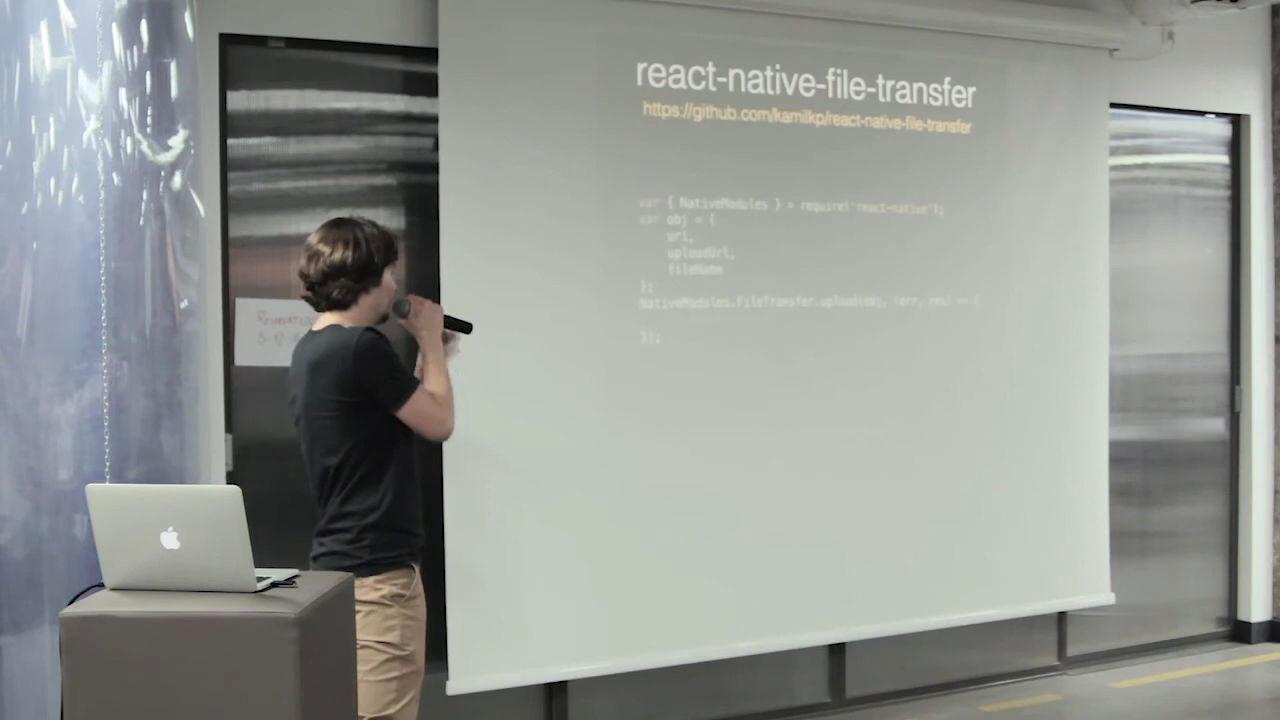 react-native-file-transfer
https://github.com/kamilkp/react-native-file-transfer
var { NativeModules } = require('react-native');
var obj = {
uri,
uploadUrl,
fileName
};
NativeModules.FileTransfer.upload(obj, (err, res) => {
});